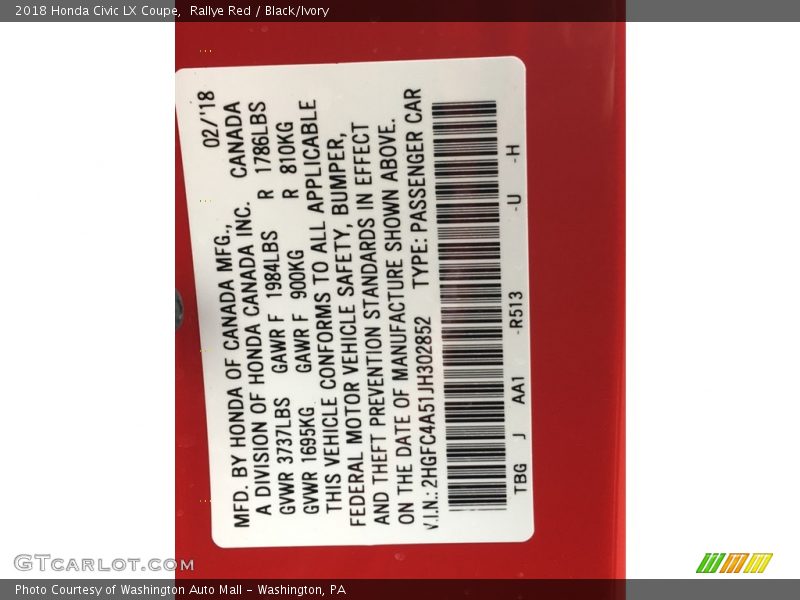 2018 Honda Civic LX Coupe, Rallye Red / Black/Ivory
MFD. BY HONDA OF CANADA MFG., 02/'18
A DIVISION OF HONDA CANADA INC. CANADA
GVWR 3737LBS GAWR F 1984LBS R 1786LBS
GVWR 1695KG GAWR F 900KG R 810KG
THIS VEHICLE CONFORMS TO ALL APPLICABLE
FEDERAL MOTOR VEHICLE SAFETY, BUMPER,
AND THEFT PREVENTION STANDARDS IN EFFECT
ON THE DATE OF MANUFACTURE SHOWN ABOVE.
V.I.N.: 2HGFC4A51JH302852 TYPE: PASSENGER CAR
TBG J AA1 -R513 -U -H
GTcarlot.com
Photo Courtesy of Washington Auto Mall - Washington, PA